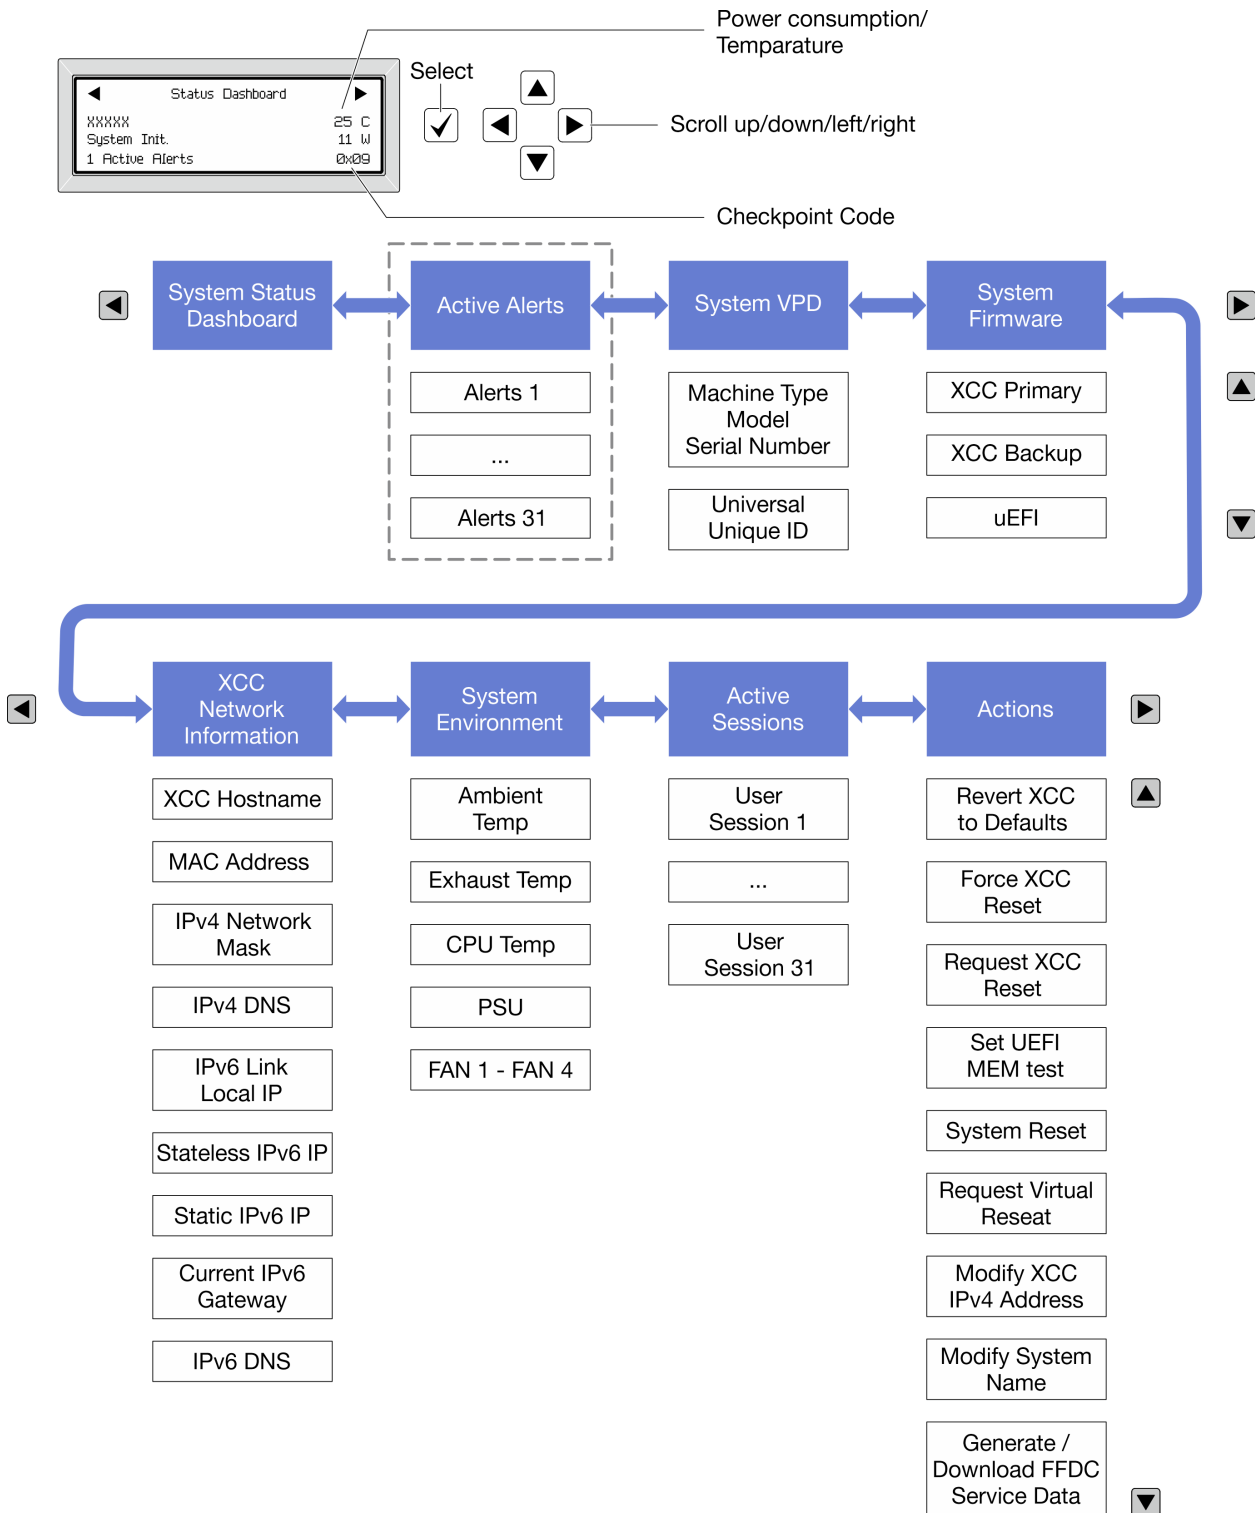 Power consumption/
Temparature
Select
Status Dashboard
XXXXX 25 C
System Init. 11 W
1 Active Alerts 0x09
Scroll up/down/left/right
Checkpoint Code
System Status
Dashboard
Active Alerts
System VPD
System
Firmware
Alerts 1
...
Alerts 31
Machine Type
Model
Serial Number
Universal
Unique ID
XCC Primary
XCC Backup
uEFI
XCC
Network
Information
System
Environment
Active
Sessions
Actions
XCC Hostname
MAC Address
IPv4 Network
Mask
IPv4 DNS
IPv6 Link
Local IP
Stateless IPv6 IP
Static IPv6 IP
Current IPv6
Gateway
IPv6 DNS
Ambient
Temp
Exhaust Temp
CPU Temp
PSU
FAN 1 - FAN 4
User
Session 1
...
User
Session 31
Revert XCC
to Defaults
Force XCC
Reset
Request XCC
Reset
Set UEFI
MEM test
System Reset
Request Virtual
Reseat
Modify XCC
IPv4 Address
Modify System
Name
Generate /
Download FFDC
Service Data